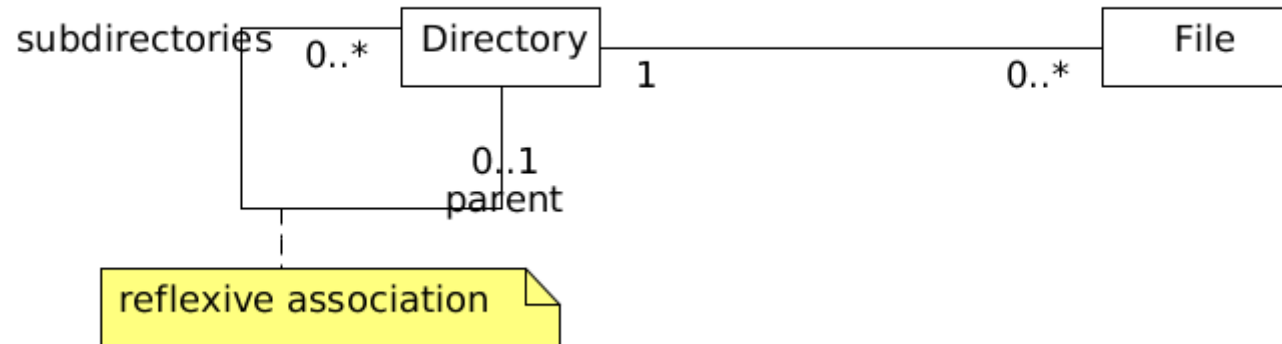 subdirectories
0..*
Directory
1
0..*
File
0..1
parent
reflexive association